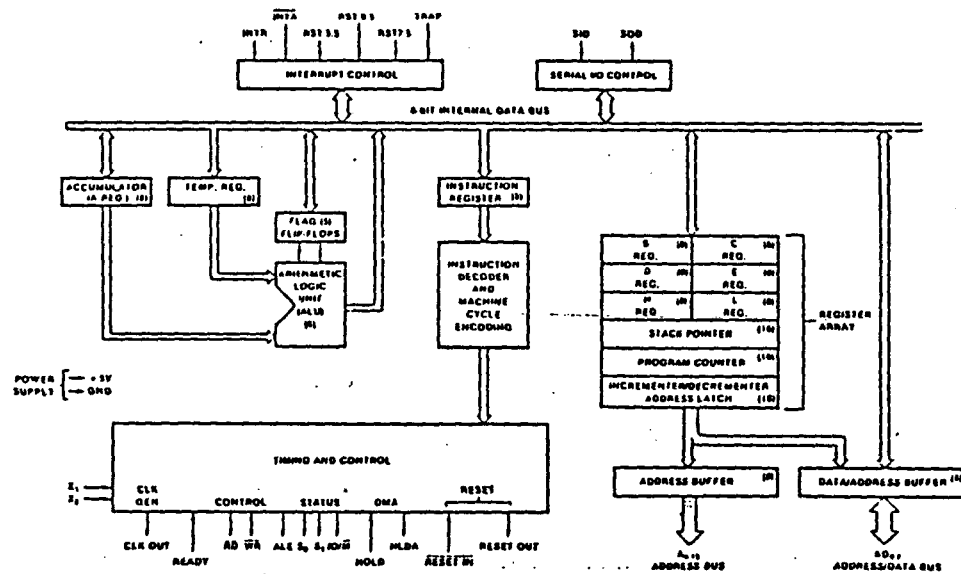 INTR INTA RST 5.5 RST 6.5 RST 7.5 TRAP
SID SOD
INTERRUPT CONTROL
SERIAL I/O CONTROL
8-BIT INTERNAL DATA BUS
ACCUMULATOR
(A REG.) (8)
TEMP. REG.
(8)
INSTRUCTION
REGISTER (8)
FLAG (5)
FLIP-FLOPS
ARITHMETIC
LOGIC
UNIT
(ALU)
(8)
INSTRUCTION
DECODER
AND
MACHINE
CYCLE
ENCODING
B (8)
REG.
C (8)
REG.
D (8)
REG.
E (8)
REG.
H (8)
REG.
L (8)
REG.
STACK POINTER (16)
PROGRAM COUNTER (16)
INCREMENTER/DECREMENTER
ADDRESS LATCH (16)
REGISTER
ARRAY
POWER
SUPPLY
+5V
GND
TIMING AND CONTROL
X1
X2
CLK
GEN
CONTROL
STATUS
DMA
RESET
CLK OUT
READY
RD WR
ALE S0 S1 IO/M
HOLD
HLDA
RESET IN
RESET OUT
ADDRESS BUFFER (8)
DATA/ADDRESS BUFFER (8)
ADDRESS BUS
ADDRESS/DATA BUS